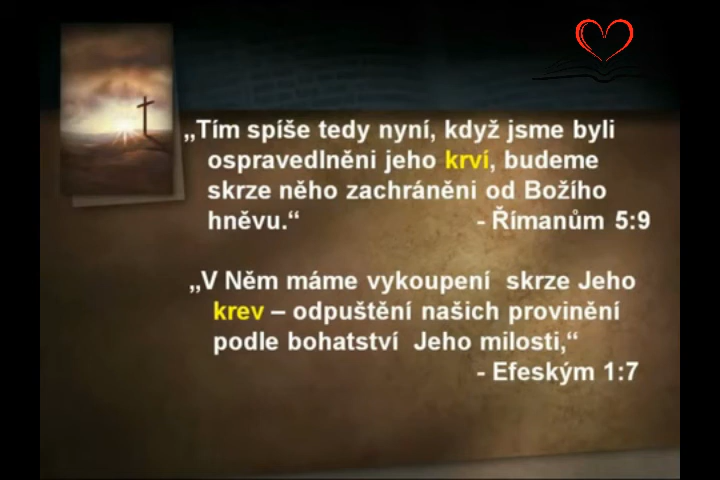 „Tím spíše tedy nyní, když jsme byli
ospravedlněni jeho krví, budeme
skrze něho zachráněni od Božího
hněvu.“ - Římanům 5:9
„V Něm máme vykoupení skrze Jeho
krev – odpuštění našich provinění
podle bohatství Jeho milosti,“
- Efeským 1:7